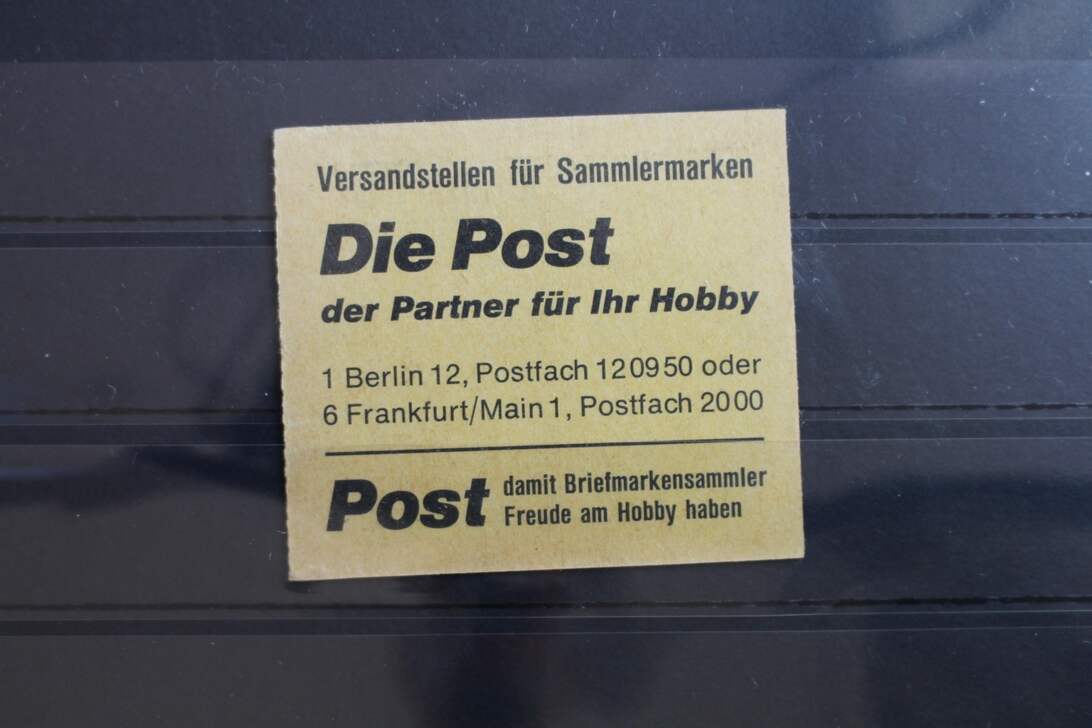 Versandstellen für Sammlermarken
Die Post
der Partner für Ihr Hobby
1 Berlin 12, Postfach 120950 oder
6 Frankfurt/Main 1, Postfach 2000
Post damit Briefmarkensammler
Freude am Hobby haben